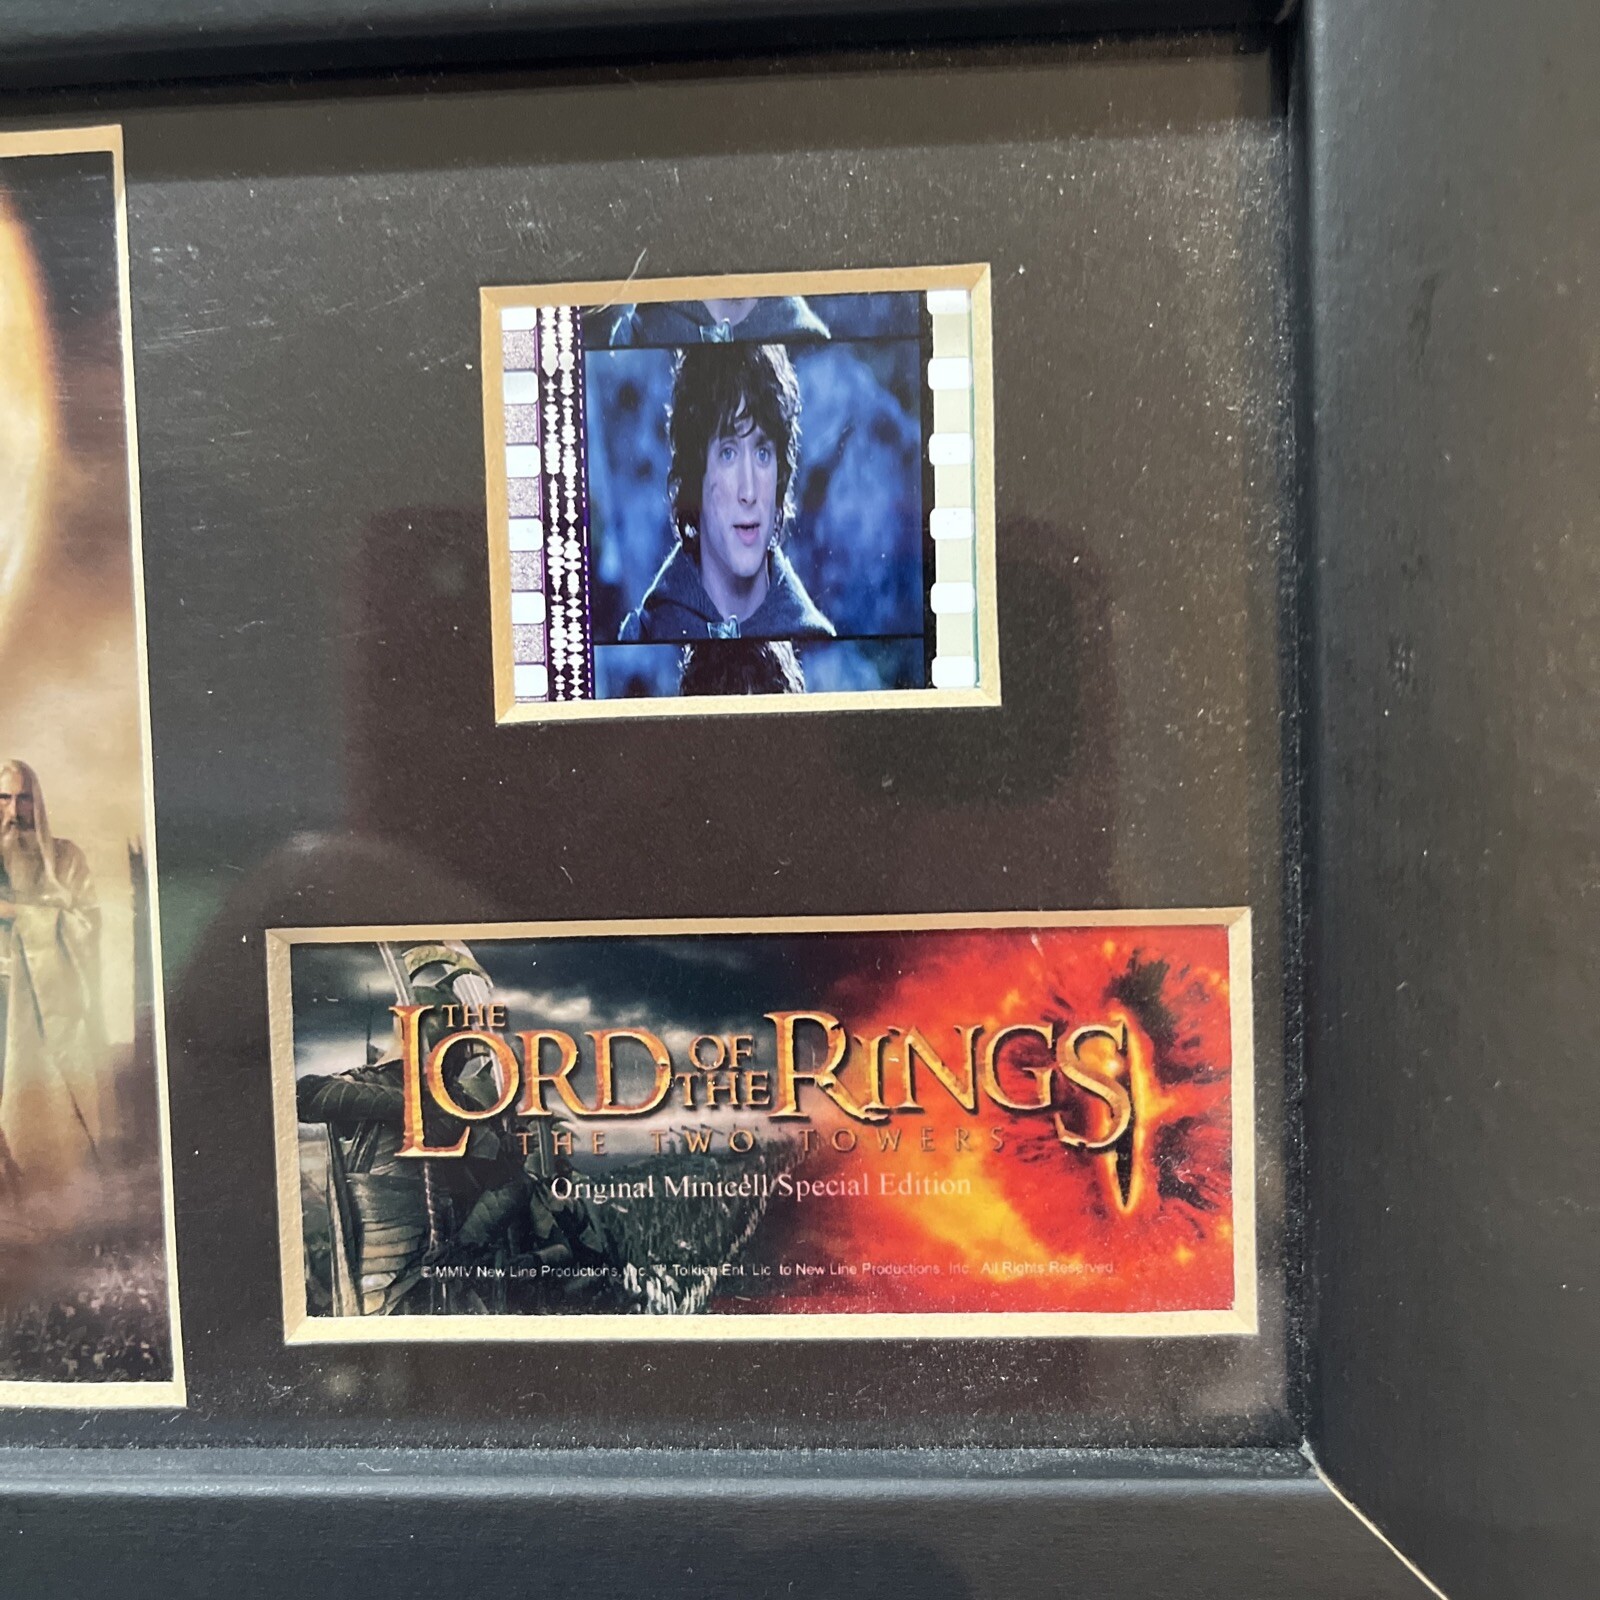 THE
LORD OF THE RINGS
THE TWO TOWERS
Original Minicell Special Edition
© MMIV New Line Productions, Inc. ™ Tolkien Ent. Lic. to New Line Productions, Inc. All Rights Reserved.